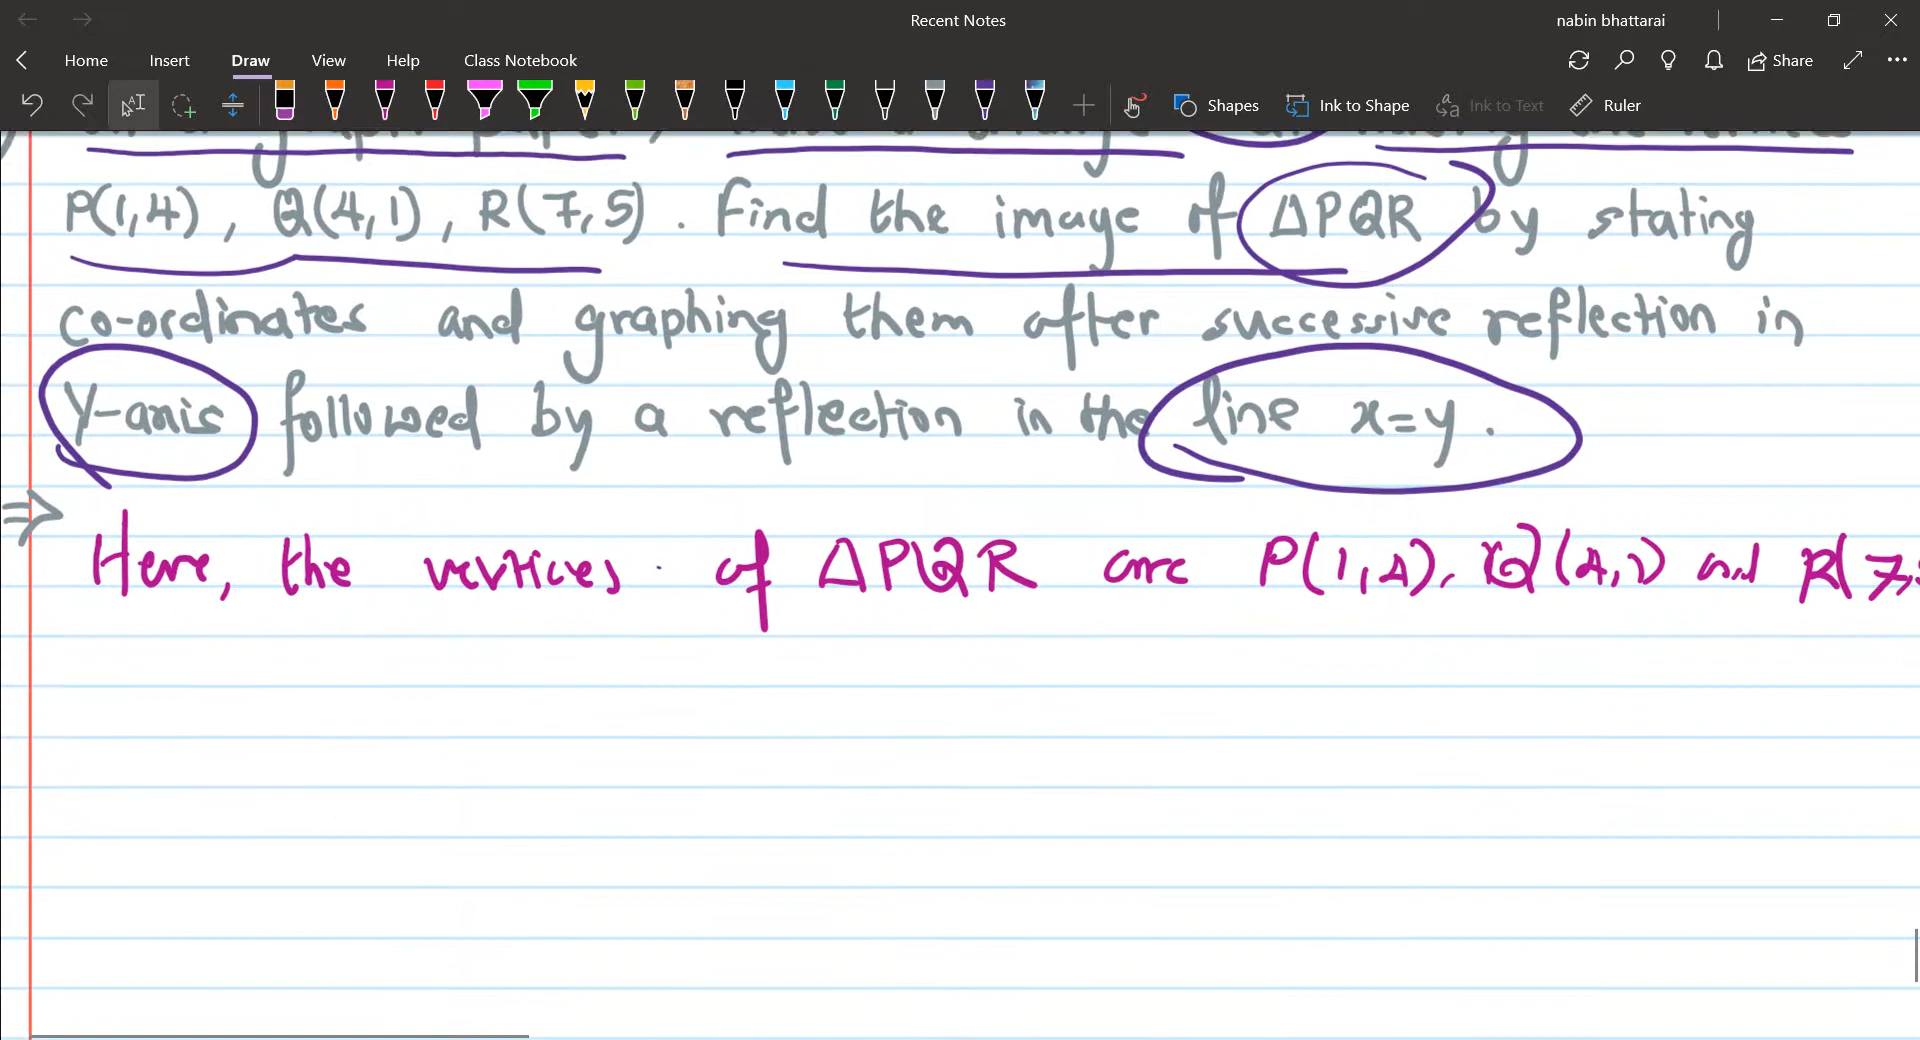 Recent Notes
nabin bhattarai
Home Insert Draw View Help Class Notebook
Share
Shapes Ink to Shape Ink to Text Ruler
P(1,4), Q(4,1), R(7,5). Find the image of ΔPQR by stating
co-ordinates and graphing them after successive reflection in
Y-axis followed by a reflection in the line x=y.
⇒
Here, the vertices of ΔPQR are P(1,4), Q(4,1) and R(7,